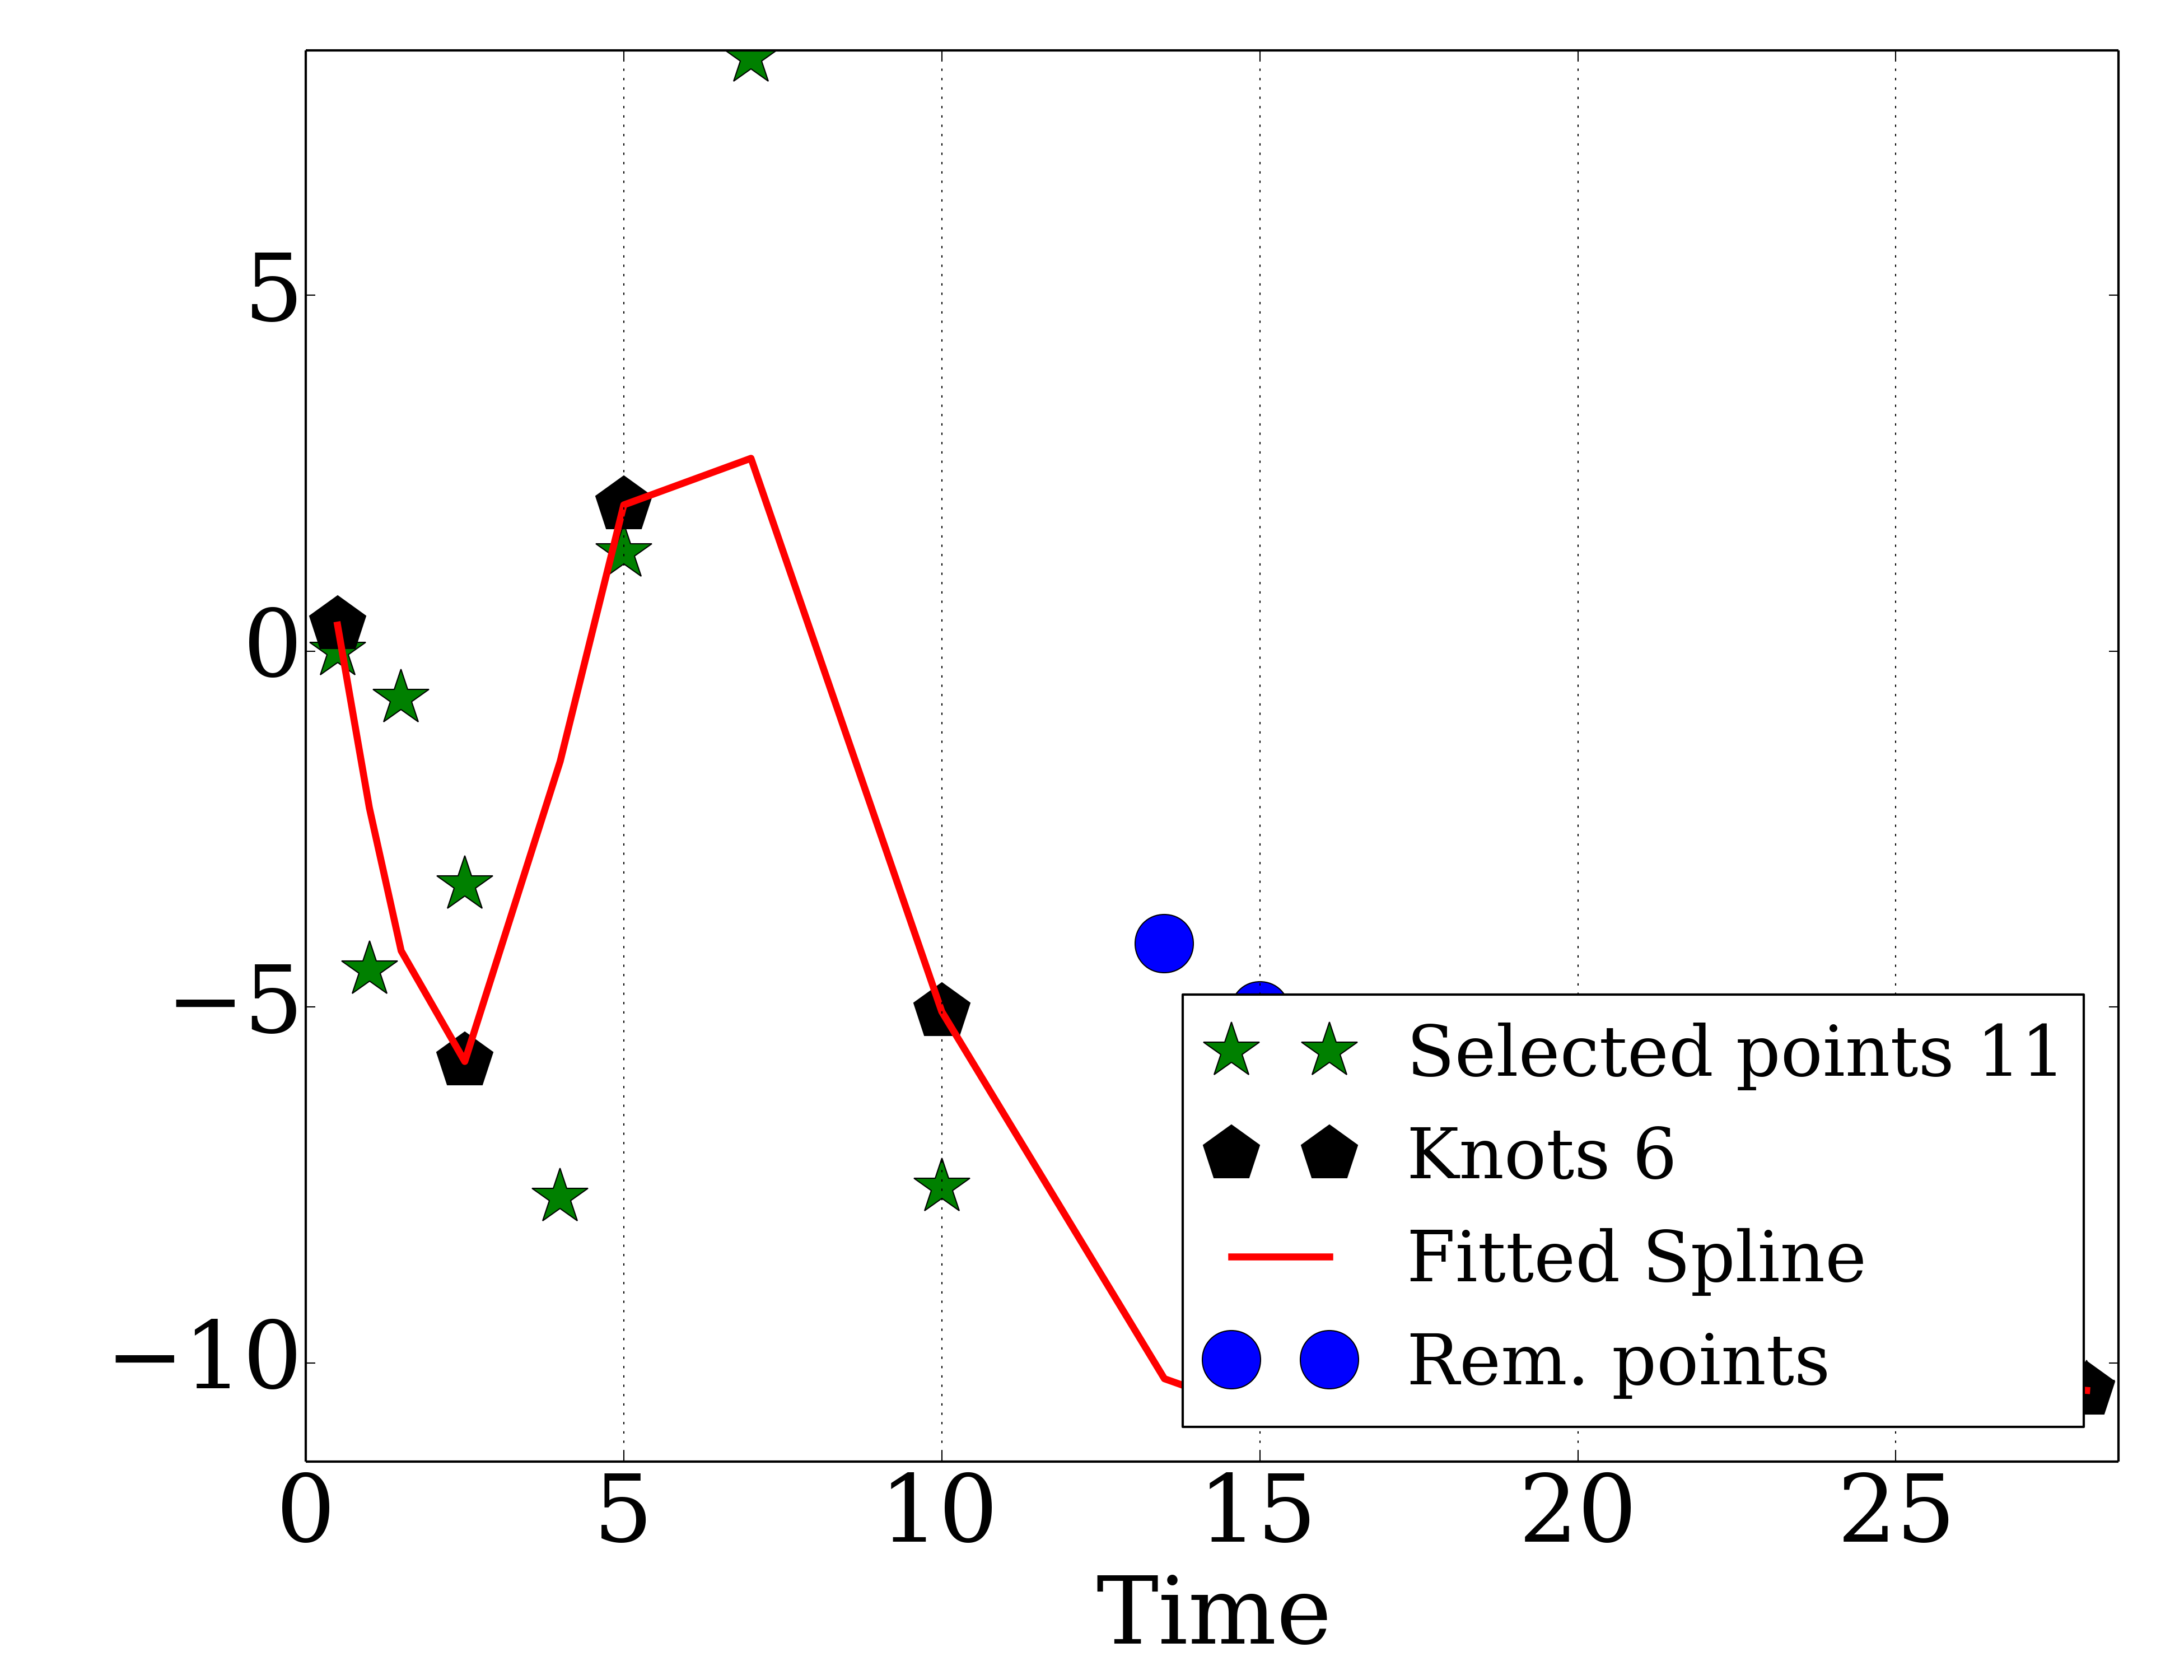 5
0
−5
−10
Selected points 11
Knots 6
Fitted Spline
Rem. points
0 5 10 15 20 25
Time